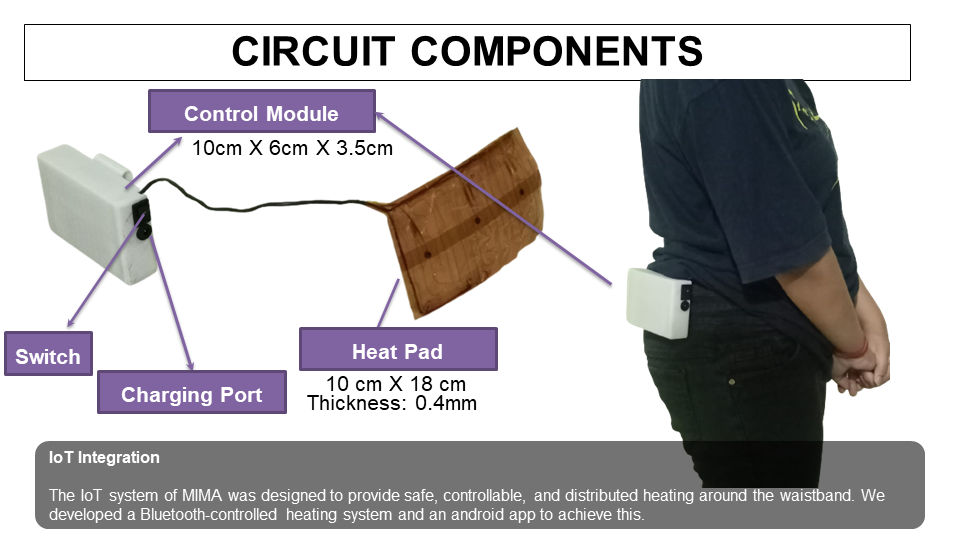 CIRCUIT COMPONENTS
Control Module
10cm X 6cm X 3.5cm
Switch
Charging Port
Heat Pad
10 cm X 18 cm
Thickness: 0.4mm
IoT Integration
The IoT system of MIMA was designed to provide safe, controllable, and distributed heating around the waistband. We
developed a Bluetooth-controlled heating system and an android app to achieve this.